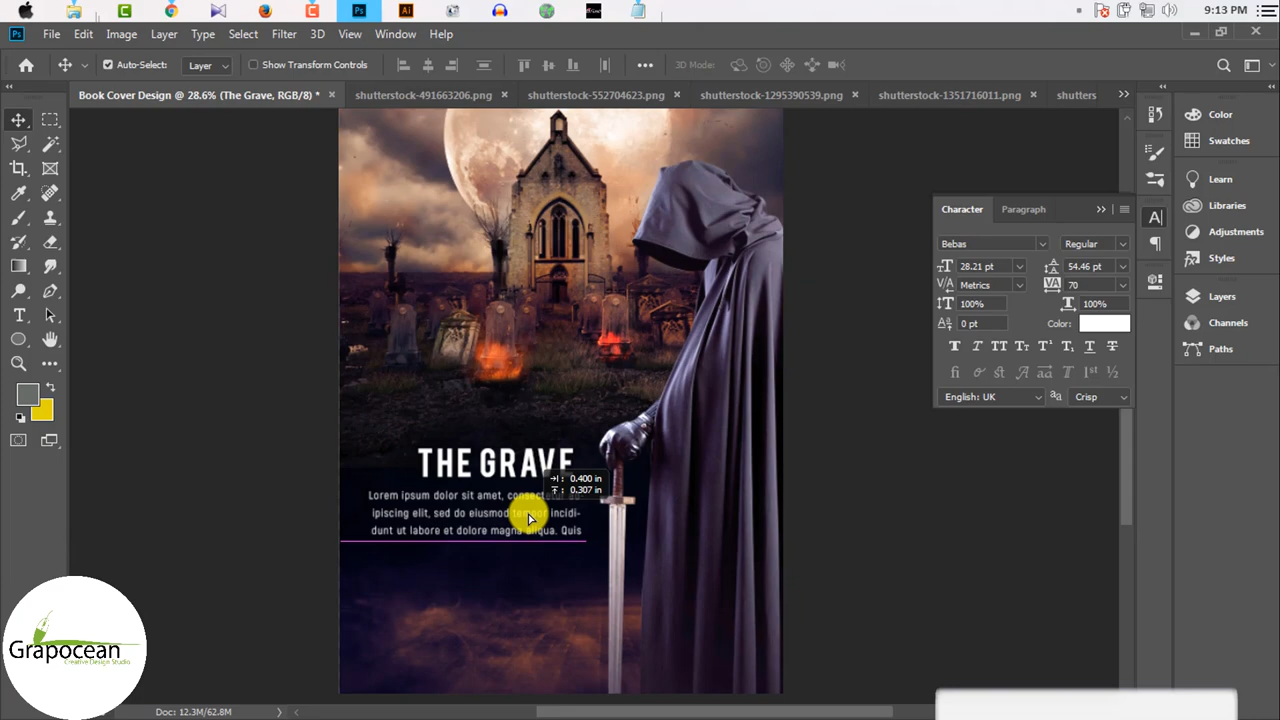 9:13 PM
Ps File Edit Image Layer Type Select Filter 3D View Window Help
Auto-Select: Layer Show Transform Controls ••• 3D Mode:
Book Cover Design @ 28.6% (The Grave, RGB/8) * × shutterstock-491663206.png × shutterstock-552704623.png × shutterstock-1295390539.png × shutterstock-1351716011.png × shutters
Color
Swatches
Learn
Libraries
Adjustments
Styles
Layers
Channels
Paths
Character Paragraph
Bebas Regular
28.21 pt 54.46 pt
Metrics 70
100% 100%
0 pt Color:
English: UK Crisp
THE GRAVE
0.400 in
0.307 in
Lorem ipsum dolor sit amet, consectetur ad-
ipiscing elit, sed do eiusmod tempor incidi-
dunt ut labore et dolore magna aliqua. Quis
Grapocean
Creative Design Studio
Doc: 12.3M/62.8M